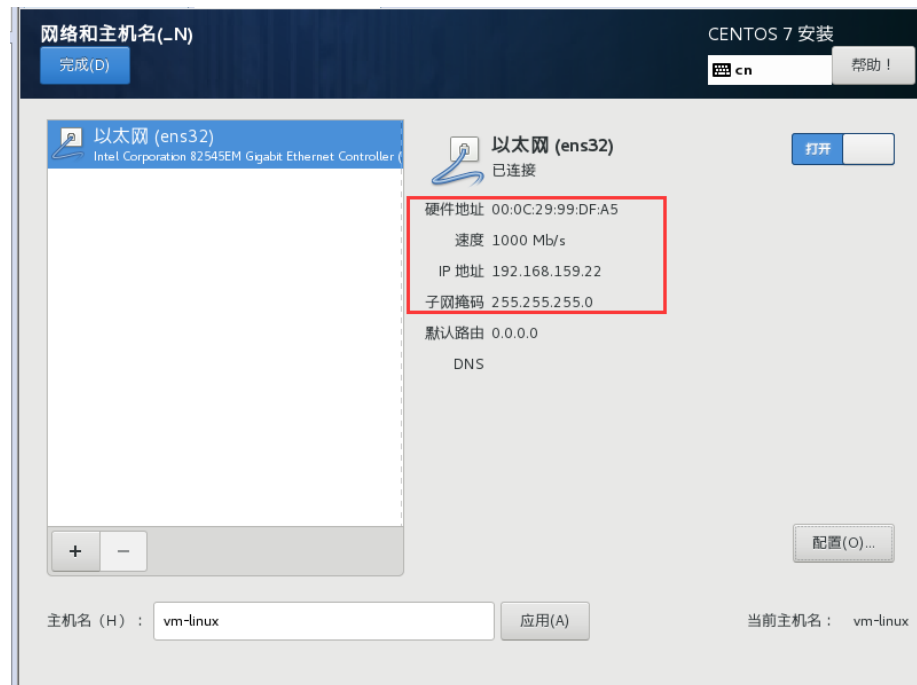 网络和主机名(_N)
CENTOS 7 安装
完成(D)
cn
帮助！
以太网 (ens32)
Intel Corporation 82545EM Gigabit Ethernet Controller (
以太网 (ens32)
已连接
打开
硬件地址 00:0C:29:99:DF:A5
速度 1000 Mb/s
IP 地址 192.168.159.22
子网掩码 255.255.255.0
默认路由 0.0.0.0
DNS
+ −
配置(O)...
主机名（H）： vm-linux
应用(A)
当前主机名： vm-linux